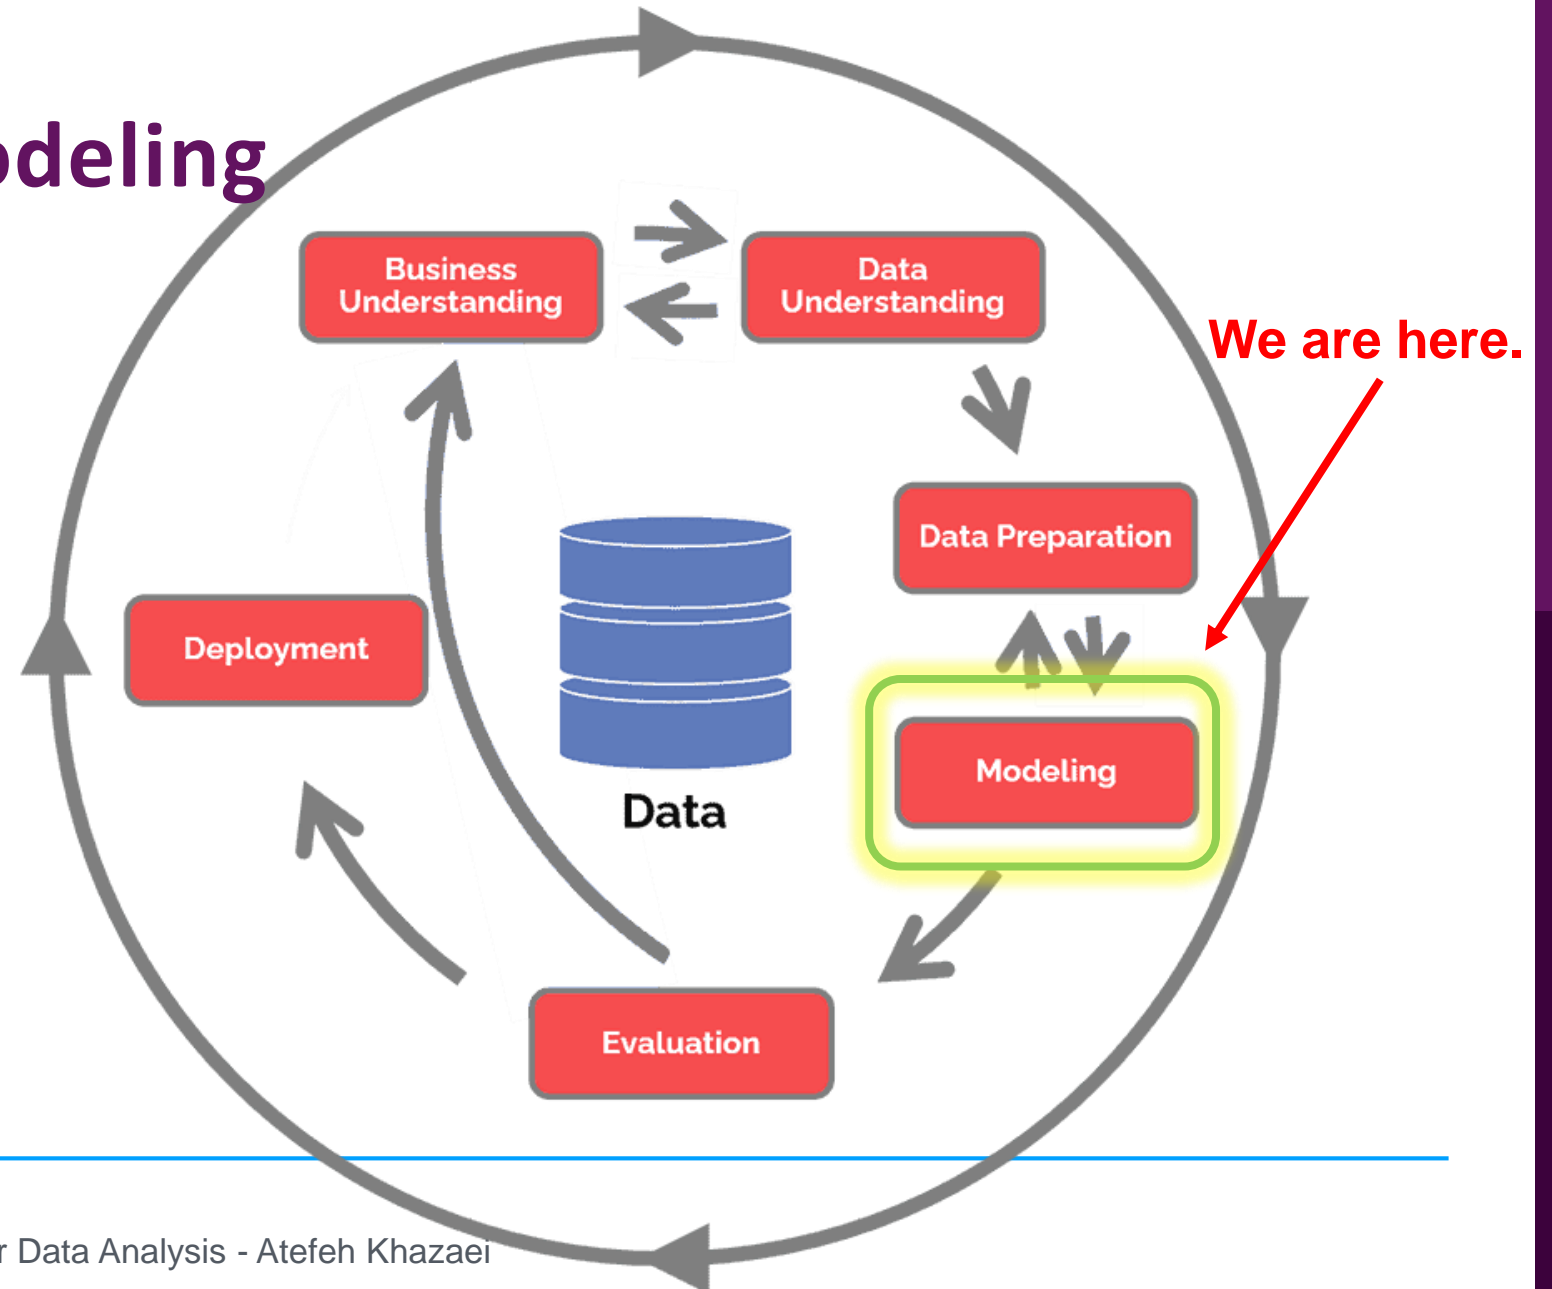 odeling
Business
Understanding
Data
Understanding
We are here.
Data Preparation
Deployment
Modeling
Data
Evaluation
r Data Analysis - Atefeh Khazaei